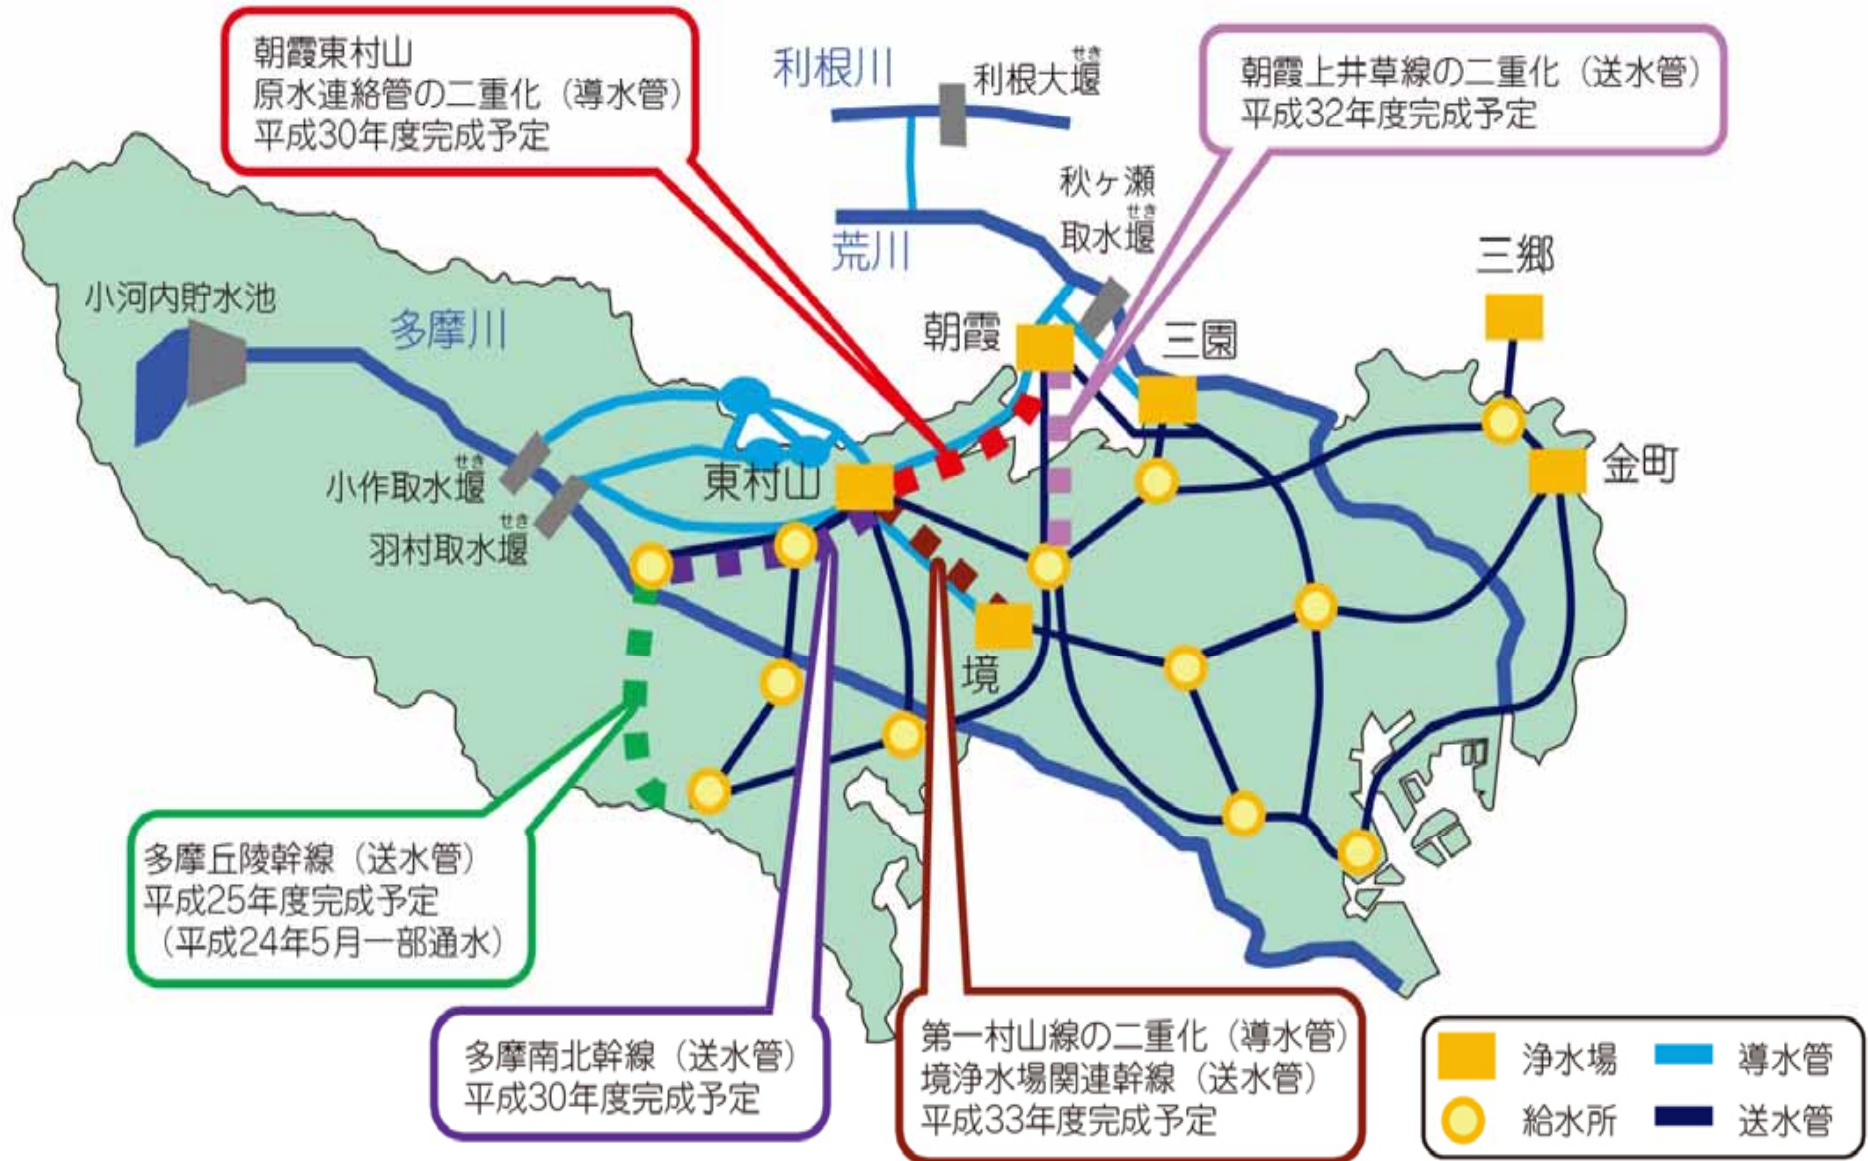 朝霞東村山
原水連絡管の二重化（導水管）
平成30年度完成予定
利根川
せき
利根大堰
朝霞上井草線の二重化（送水管）
平成32年度完成予定
秋ヶ瀬
せき
取水堰
荒川
三郷
小河内貯水池
多摩川
朝霞
三園
せき
小作取水堰
東村山
金町
せき
羽村取水堰
境
多摩丘陵幹線（送水管）
平成25年度完成予定
（平成24年5月一部通水）
多摩南北幹線（送水管）
平成30年度完成予定
第一村山線の二重化（導水管）
境浄水場関連幹線（送水管）
平成33年度完成予定
浄水場
導水管
給水所
送水管